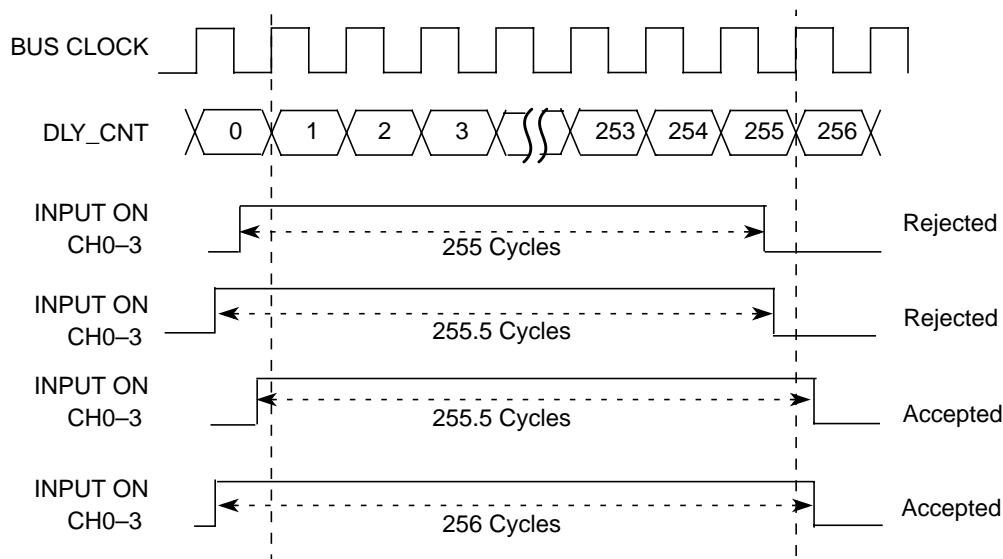 BUS CLOCK
DLY_CNT
0 1 2 3 253 254 255 256
INPUT ON
CH0–3
255 Cycles
Rejected
INPUT ON
CH0–3
255.5 Cycles
Rejected
INPUT ON
CH0–3
255.5 Cycles
Accepted
INPUT ON
CH0–3
256 Cycles
Accepted